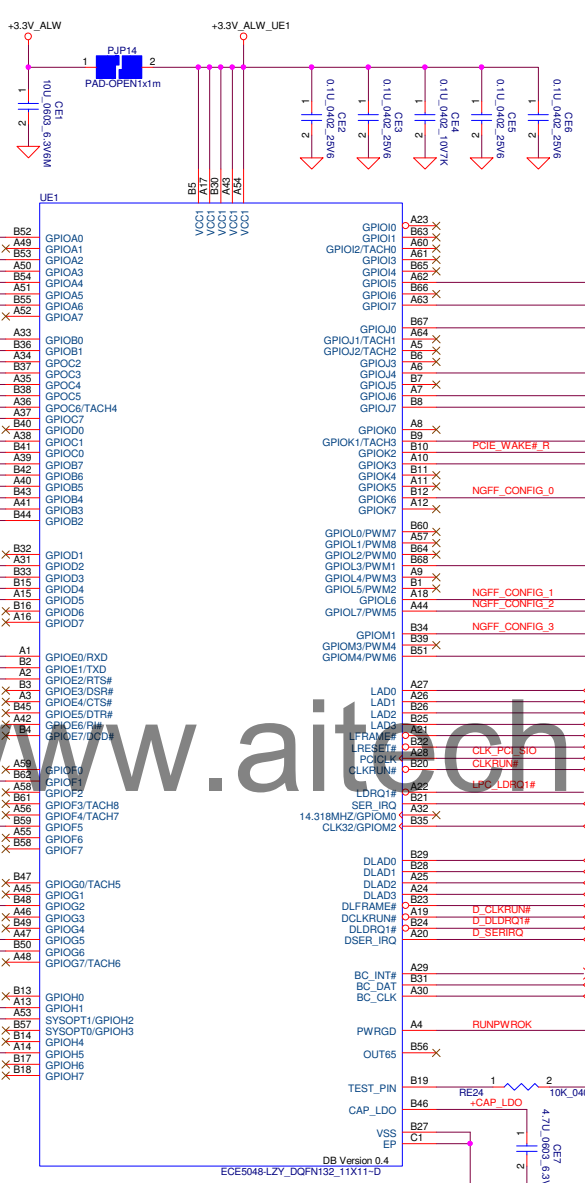 +3.3V_ALW
+3.3V_ALW_UE1
PJP14
1 2
PAD-OPEN1x1m
1
2
10U_0603_6.3V6M
CE1
1
2
0.1U_0402_25V6
CE2
1
2
0.1U_0402_25V6
CE3
1
2
0.1U_0402_10V7K
CE4
1
2
0.1U_0402_25V6
CE5
1
2
0.1U_0402_25V6
CE6
B5 A17 B30 A43 A54
UE1
VCC1 VCC1 VCC1 VCC1 VCC1
B52 GPIOA0
A49 GPIOA1
B53 GPIOA2
A50 GPIOA3
B54 GPIOA4
A51 GPIOA5
B55 GPIOA6
A52 GPIOA7
A33 GPIOB0
B36 GPIOB1
A34 GPOC2
B37 GPOC3
A35 GPOC4
B38 GPOC5
A36 GPOC6/TACH4
A37 GPIOC7
B40 GPIOD0
A38 GPOC1
B41 GPOC0
A39 GPIOB7
B42 GPIOB6
A40 GPIOB5
B43 GPIOB4
A41 GPIOB3
B44 GPIOB2
B32 GPIOD1
A31 GPIOD2
B33 GPIOD3
B15 GPIOD4
A15 GPIOD5
B16 GPIOD6
A16 GPIOD7
A1 GPIOE0/RXD
B2 GPIOE1/TXD
A2 GPIOE2/RTS#
B3 GPIOE3/DSR#
A3 GPIOE4/CTS#
B45 GPIOE5/DTR#
A42 GPIOE6/RI#
B4 GPIOE7/DCD#
A59 GPIOF0
B62 GPIOF1
A58 GPIOF2
B61 GPIOF3/TACH8
A56 GPIOF4/TACH7
B59 GPIOF5
A55 GPIOF6
B58 GPIOF7
B47 GPIOG0/TACH5
A45 GPIOG1
B48 GPIOG2
A46 GPIOG3
B49 GPIOG4
A47 GPIOG5
B50 GPIOG6
A48 GPIOG7/TACH6
B13 GPIOH0
A13 GPIOH1
A53 SYSOPT1/GPIOH2
B57 SYSOPT0/GPIOH3
B14 GPIOH4
A14 GPIOH5
B17 GPIOH6
B18 GPIOH7
GPIOI0 A23
GPIOI1 B63
GPIOI2/TACH0 A60
GPIOI3 A61
GPIOI4 B65
GPIOI5 A62
GPIOI6 B66
GPIOI7 A63
GPIOJ0 B67
GPIOJ1/TACH1 A64
GPIOJ2/TACH2 A5
GPIOJ3 B6
GPIOJ4 A6
GPIOJ5 B7
GPIOJ6 A7
GPIOJ7 B8
GPIOK0 A8
GPIOK1/TACH3 B9
GPIOK2 B10 PCIE_WAKE#_R
GPIOK3 A10
GPIOK4 B11
GPIOK5 A11
GPIOK6 B12 NGFF_CONFIG_0
GPIOK7 A12
GPIOL0/PWM7 B60
GPIOL1/PWM8 A57
GPIOL2/PWM0 B64
GPIOL3/PWM1 B68
GPIOL4/PWM3 A9
GPIOL5/PWM2 B1
GPIOL6 A18 NGFF_CONFIG_1
GPIOL7/PWM5 A44 NGFF_CONFIG_2
GPIOM1 B34 NGFF_CONFIG_3
GPIOM3/PWM4 B39
GPIOM4/PWM6 B51
LAD0 A27
LAD1 A26
LAD2 B26
LAD3 B25
LFRAME# A21
LRESET# B22
PCICLK A28 CLK_PCI_SIO
CLKRUN# B20 CLKRUN#
LDRQ1# A22 LPC_LDRQ1#
SER_IRQ B21
14.318MHZ/GPIOM0 A32
CLK32/GPIOM2 B35
DLAD0 B29
DLAD1 B28
DLAD2 A25
DLAD3 A24
DLFRAME# B23
DCLKRUN# A19 D_CLKRUN#
DLDRQ1# B24 D_DLDRQ1#
DSER_IRQ A20 D_SERIRQ
BC_INT# A29
BC_DAT B31
BC_CLK A30
PWRGD A4 RUNPWROK
OUT65 B56
TEST_PIN B19
RE24 1 2 10K_040
CAP_LDO B46 +CAP_LDO
VSS B27
EP C1
1
2
4.7U_0603_6.3V
CE7
DB Version 0.4
ECE5048-LZY_DQFN132_11X11~D
www.aitech